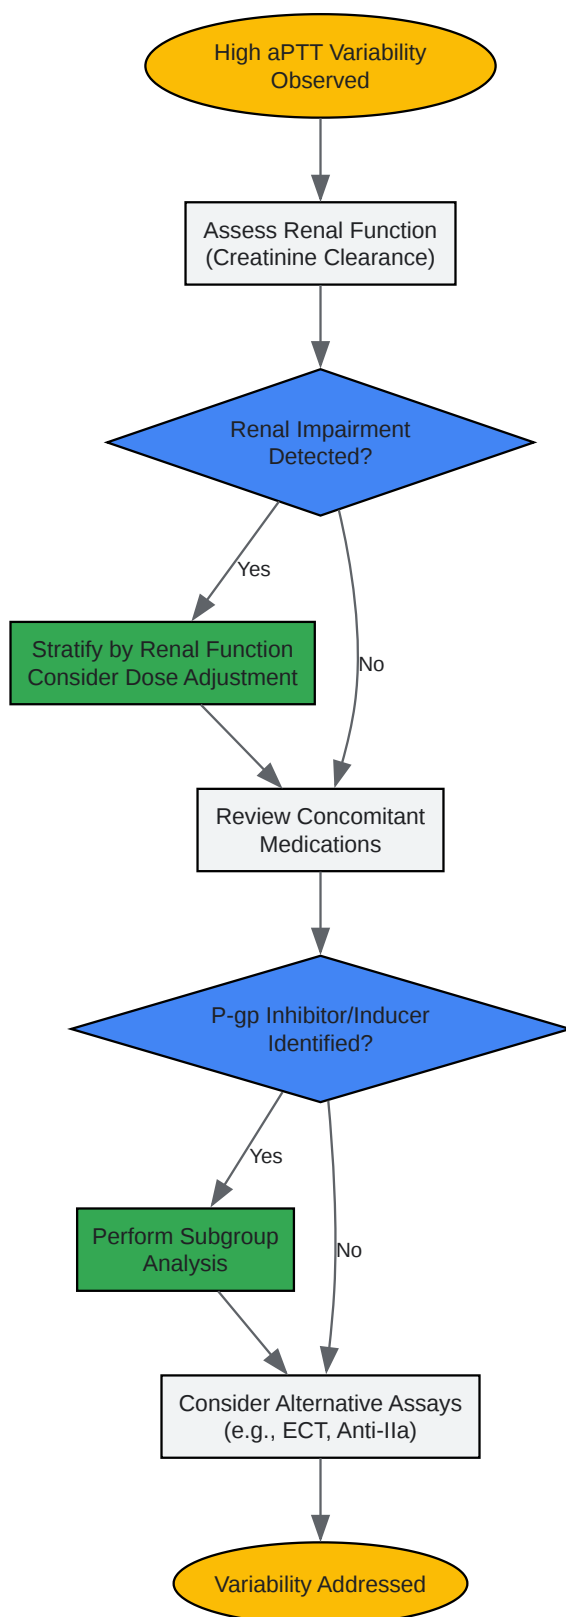 High aPTT Variability
Observed
Assess Renal Function
(Creatinine Clearance)
Renal Impairment
Detected?
Yes
Stratify by Renal Function
Consider Dose Adjustment
No
Review Concomitant
Medications
P-gp Inhibitor/Inducer
Identified?
Yes
Perform Subgroup
Analysis
No
Consider Alternative Assays
(e.g., ECT, Anti-IIa)
Variability Addressed